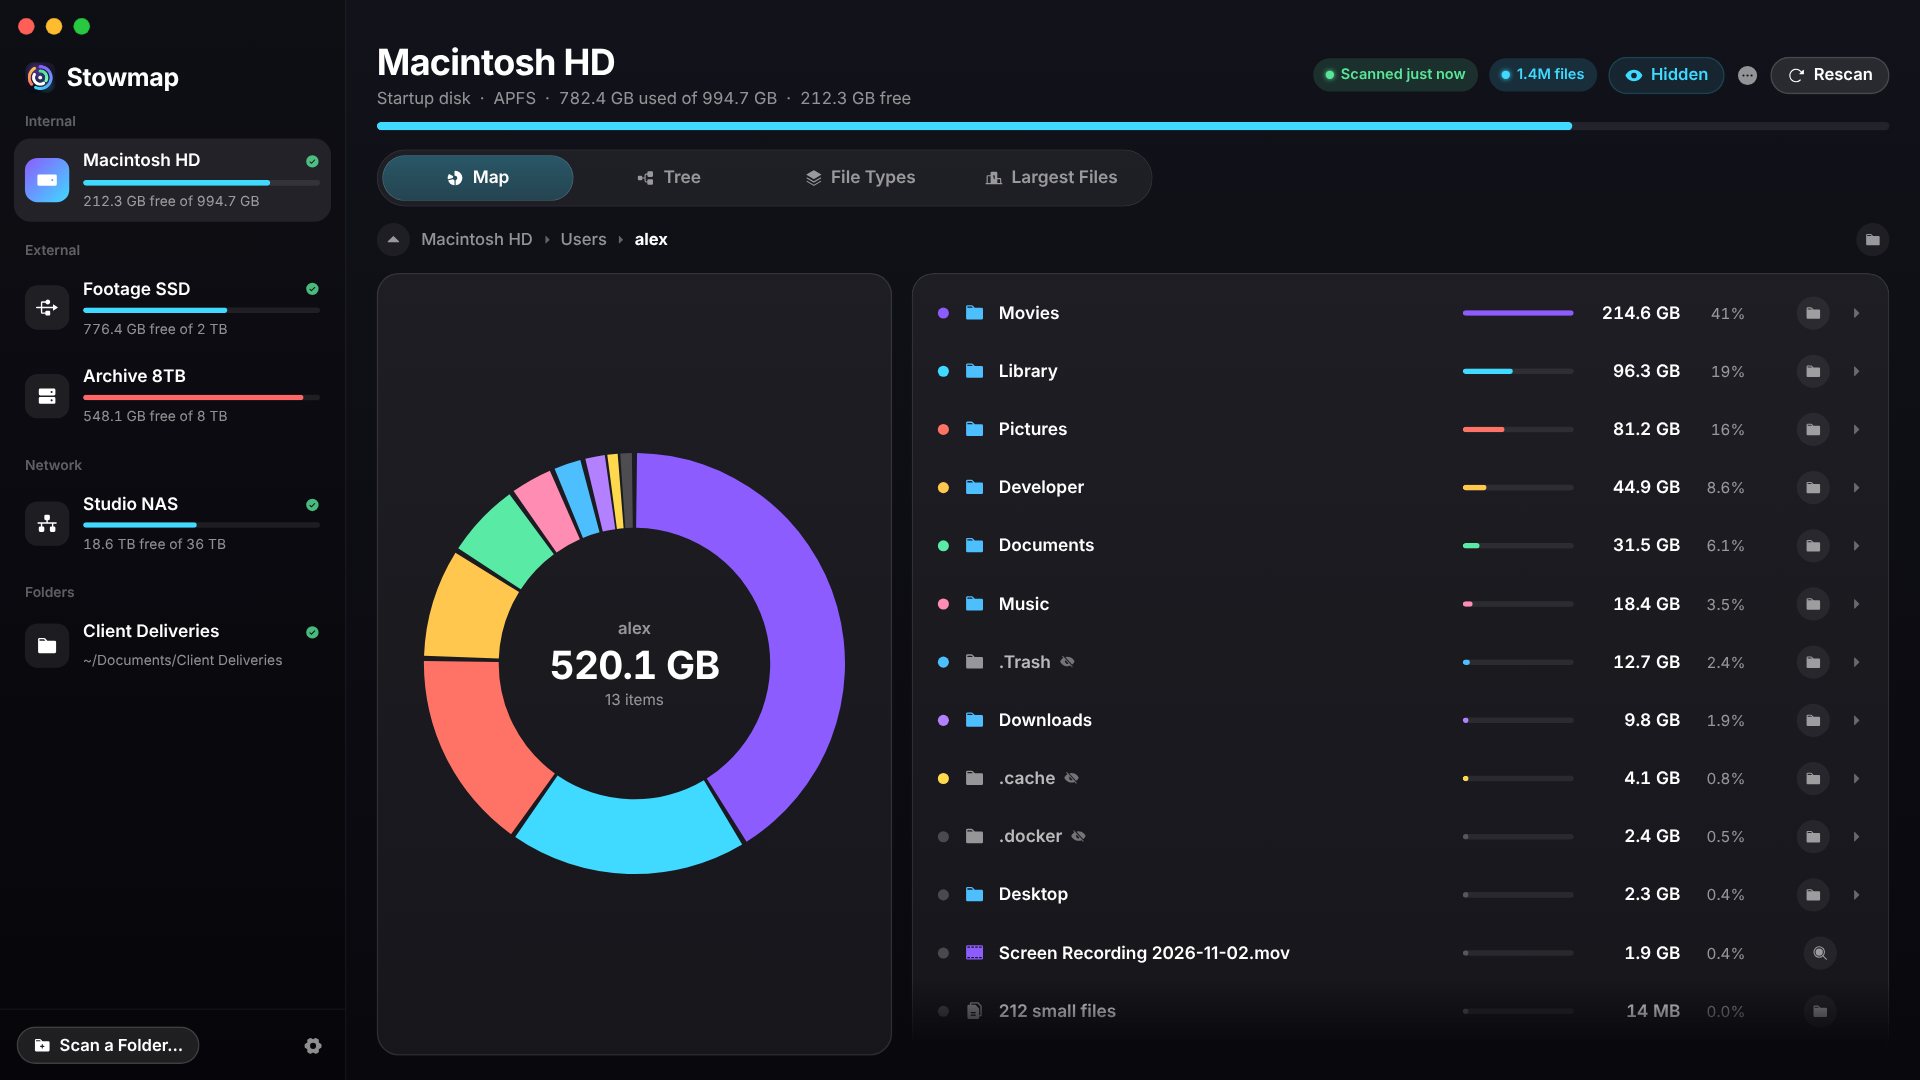 Stowmap
Internal
Macintosh HD
212.3 GB free of 994.7 GB
External
Footage SSD
776.4 GB free of 2 TB
Archive 8TB
548.1 GB free of 8 TB
Network
Studio NAS
18.6 TB free of 36 TB
Folders
Client Deliveries
~/Documents/Client Deliveries
Scan a Folder...
Macintosh HD
Startup disk · APFS · 782.4 GB used of 994.7 GB · 212.3 GB free
Scanned just now
1.4M files
Hidden
Rescan
Map
Tree
File Types
Largest Files
Macintosh HD Users alex
alex
520.1 GB
13 items
Movies 214.6 GB 41%
Library 96.3 GB 19%
Pictures 81.2 GB 16%
Developer 44.9 GB 8.6%
Documents 31.5 GB 6.1%
Music 18.4 GB 3.5%
.Trash 12.7 GB 2.4%
Downloads 9.8 GB 1.9%
.cache 4.1 GB 0.8%
.docker 2.4 GB 0.5%
Desktop 2.3 GB 0.4%
Screen Recording 2026-11-02.mov 1.9 GB 0.4%
212 small files 14 MB 0.0%